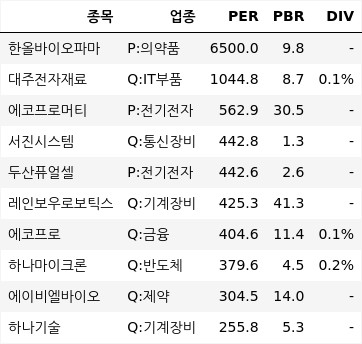 종목 업종 PER PBR DIV
한올바이오파마 P:의약품 6500.0 9.8 -
대주전자재료 Q:IT부품 1044.8 8.7 0.1%
에코프로머티 P:전기전자 562.9 30.5 -
서진시스템 Q:통신장비 442.8 1.3 -
두산퓨얼셀 P:전기전자 442.6 2.6 -
레인보우로보틱스 Q:기계장비 425.3 41.3 -
에코프로 Q:금융 404.6 11.4 0.1%
하나마이크론 Q:반도체 379.6 4.5 0.2%
에이비엘바이오 Q:제약 304.5 14.0 -
하나기술 Q:기계장비 255.8 5.3 -